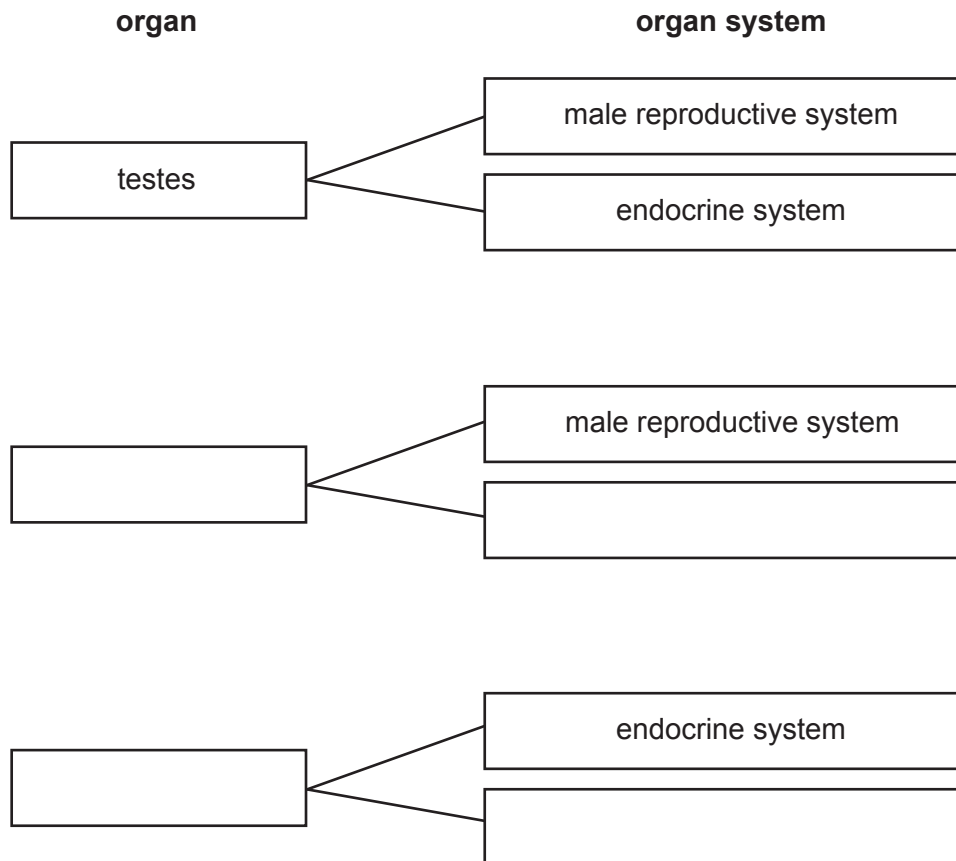 organ organ system
male reproductive system
testes
endocrine system
male reproductive system
endocrine system